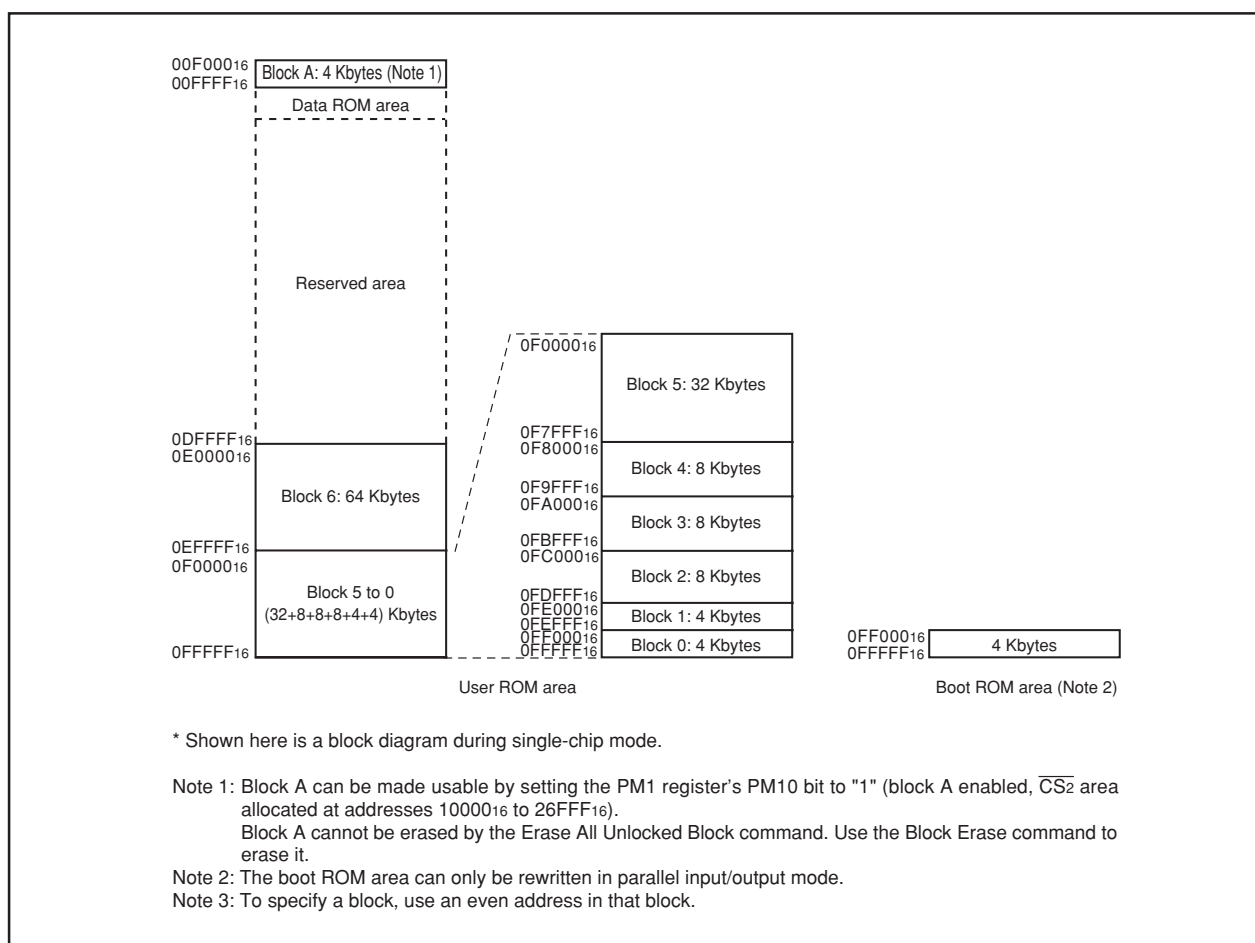 00F00016
00FFFF16
Block A: 4 Kbytes (Note 1)
Data ROM area
Reserved area
0DFFFF16
0E000016
Block 6: 64 Kbytes
0EFFFF16
0F000016
Block 5 to 0
(32+8+8+8+4+4) Kbytes
0FFFFF16
0F000016
Block 5: 32 Kbytes
0F7FFF16
0F800016
Block 4: 8 Kbytes
0F9FFF16
0FA00016
Block 3: 8 Kbytes
0FBFFF16
0FC00016
Block 2: 8 Kbytes
0FDFFF16
0FE00016
Block 1: 4 Kbytes
0FEFFF16
0FF00016
Block 0: 4 Kbytes
0FFFFF16
0FF00016
0FFFFF16
4 Kbytes
User ROM area
Boot ROM area (Note 2)
* Shown here is a block diagram during single-chip mode.
Note 1: Block A can be made usable by setting the PM1 register’s PM10 bit to "1" (block A enabled, CS2 area
allocated at addresses 1000016 to 26FFF16).
Block A cannot be erased by the Erase All Unlocked Block command. Use the Block Erase command to
erase it.
Note 2: The boot ROM area can only be rewritten in parallel input/output mode.
Note 3: To specify a block, use an even address in that block.